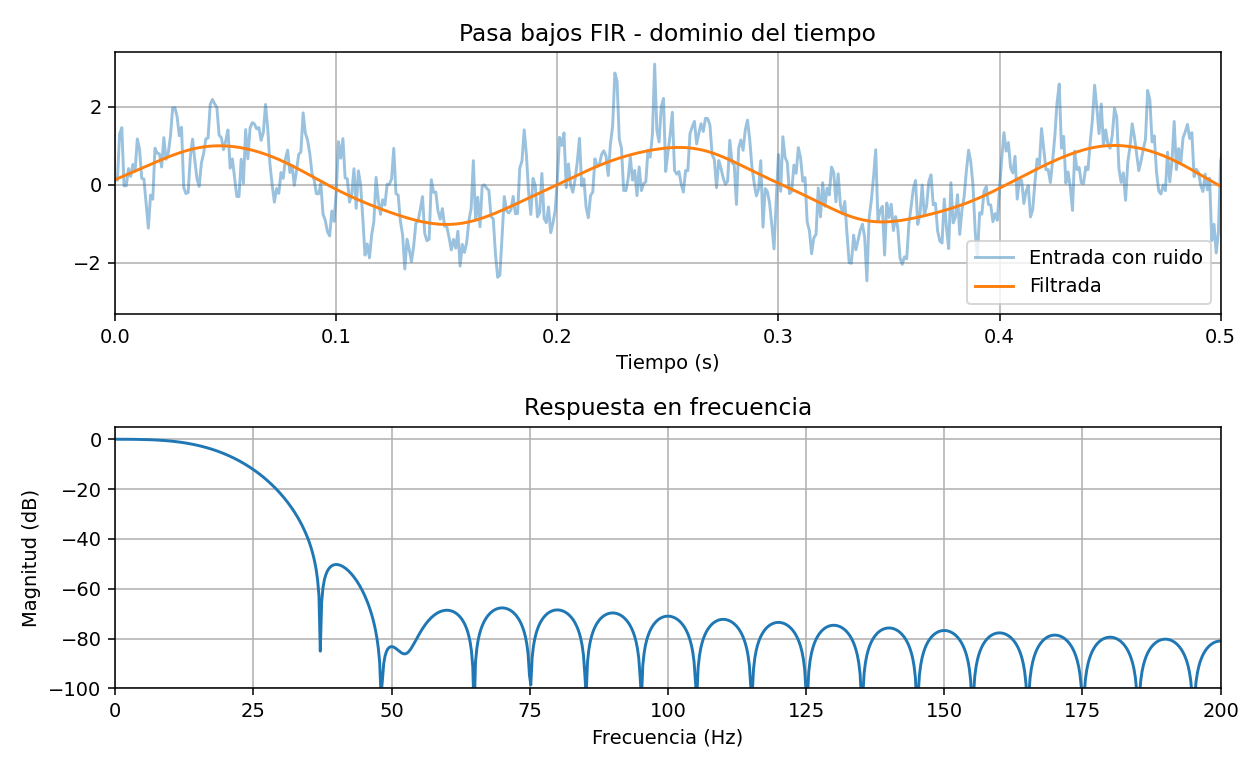 Pasa bajos FIR - dominio del tiempo
2
0
−2
Entrada con ruido
Filtrada
0.0 0.1 0.2 0.3 0.4 0.5
Tiempo (s)
Respuesta en frecuencia
Magnitud (dB)
0
−20
−40
−60
−80
−100
0 25 50 75 100 125 150 175 200
Frecuencia (Hz)